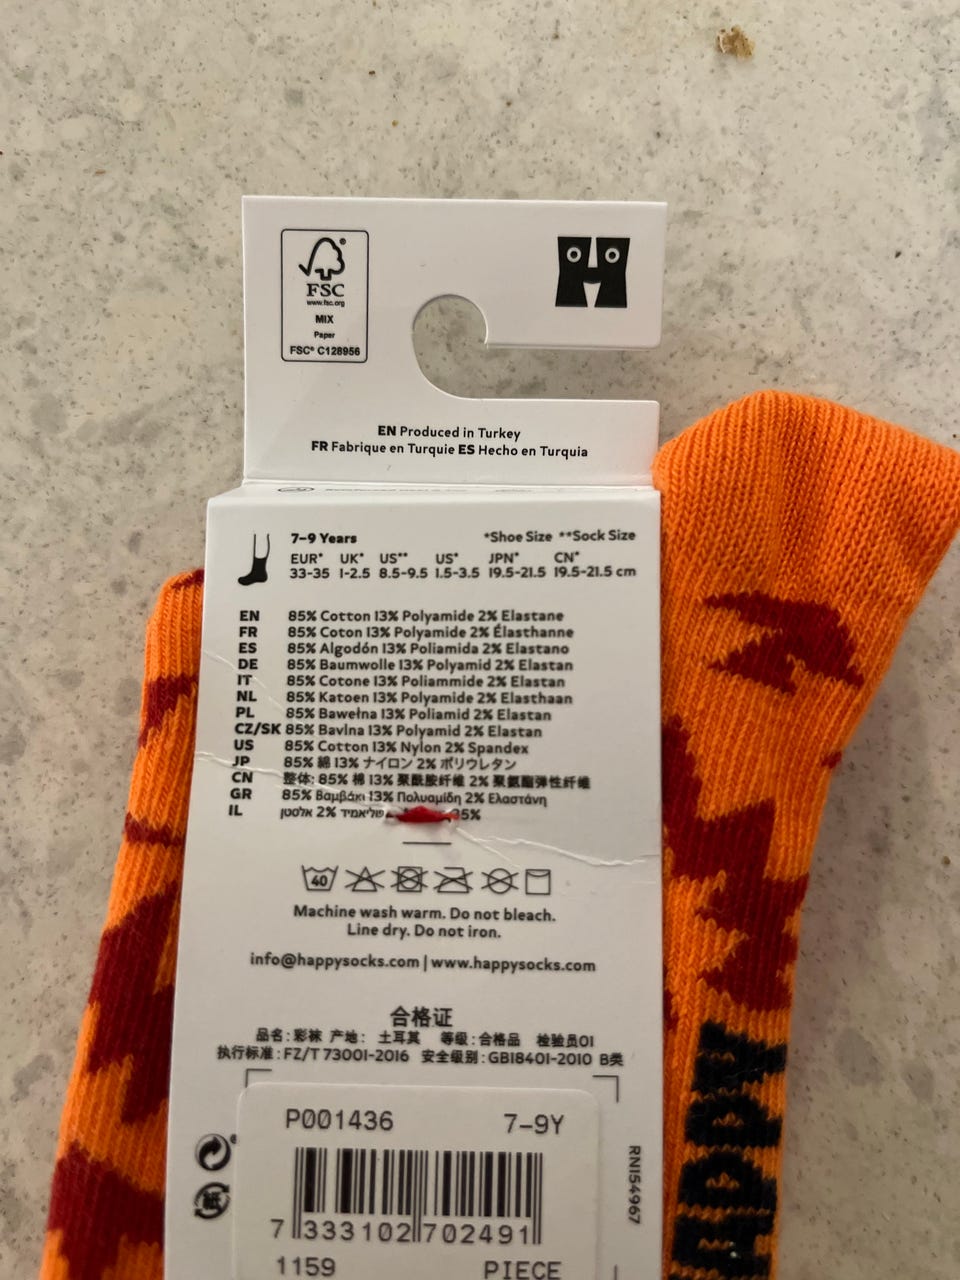 FSC®
www.fsc.org
MIX
Paper
FSC® C128956
H
EN Produced in Turkey
FR Fabrique en Turquie ES Hecho en Turquia
7-9 Years *Shoe Size **Sock Size
EUR* UK* US** US* JPN* CN*
33-35 1-2.5 8.5-9.5 1.5-3.5 19.5-21.5 19.5-21.5 cm
EN 85% Cotton 13% Polyamide 2% Elastane
FR 85% Coton 13% Polyamide 2% Élasthanne
ES 85% Algodón 13% Poliamida 2% Elastano
DE 85% Baumwolle 13% Polyamid 2% Elastan
IT 85% Cotone 13% Poliammide 2% Elastan
NL 85% Katoen 13% Polyamide 2% Elasthaan
PL 85% Bawełna 13% Poliamid 2% Elastan
CZ/SK 85% Bavlna 13% Polyamid 2% Elastan
US 85% Cotton 13% Nylon 2% Spandex
JP 85% 綿 13% ナイロン 2% ポリウレタン
CN 整体: 85% 棉 13% 聚酰胺纤维 2% 聚氨酯弹性纤维
GR 85% Βαμβάκι 13% Πολυαμίδη 2% Ελαστάνη
IL 85% פוליאמיד 2% אלסטן
40
Machine wash warm. Do not bleach.
Line dry. Do not iron.
info@happysocks.com | www.happysocks.com
合格证
品名: 彩袜 产地: 土耳其 等级: 合格品 检验员01
执行标准: FZ/T 73001-2016 安全级别: GB18401-2010 B类
P001436 7-9Y
7 333102 702491
1159 PIECE
RN154967